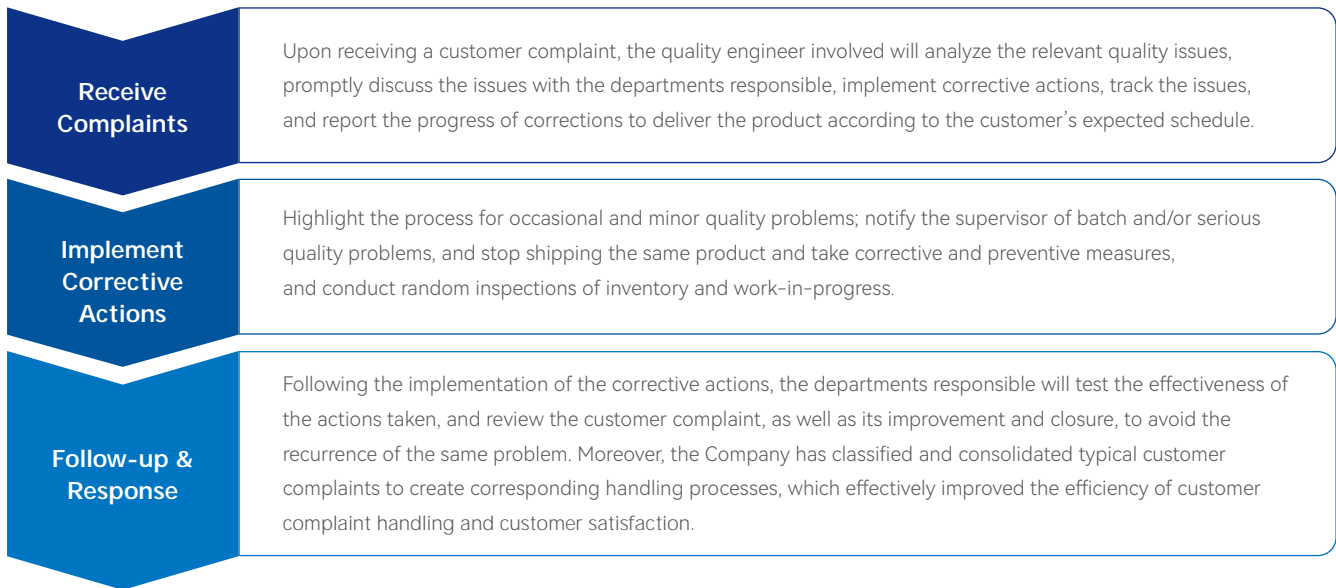 Receive
Complaints
Upon receiving a customer complaint, the quality engineer involved will analyze the relevant quality issues,
promptly discuss the issues with the departments responsible, implement corrective actions, track the issues,
and report the progress of corrections to deliver the product according to the customer's expected schedule.
Implement
Corrective
Actions
Highlight the process for occasional and minor quality problems; notify the supervisor of batch and/or serious
quality problems, and stop shipping the same product and take corrective and preventive measures,
and conduct random inspections of inventory and work-in-progress.
Follow-up &
Response
Following the implementation of the corrective actions, the departments responsible will test the effectiveness of
the actions taken, and review the customer complaint, as well as its improvement and closure, to avoid the
recurrence of the same problem. Moreover, the Company has classified and consolidated typical customer
complaints to create corresponding handling processes, which effectively improved the efficiency of customer
complaint handling and customer satisfaction.